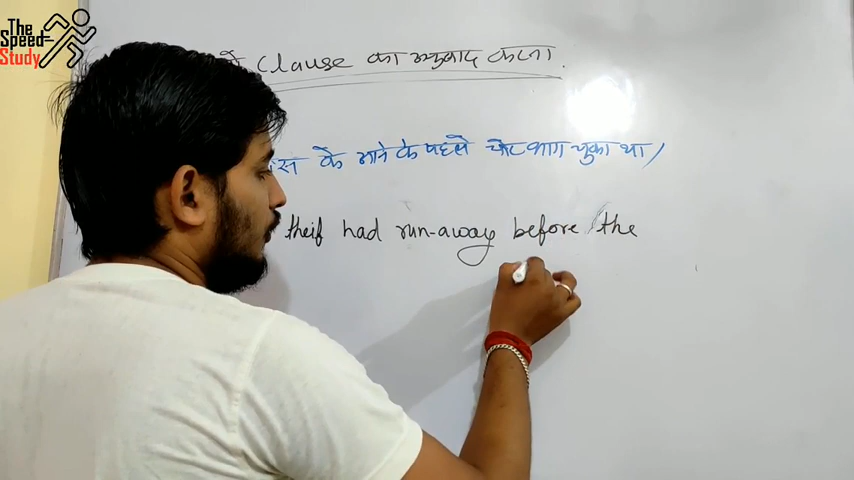 The
Speed
Study
में Clause का अनुवाद करना.
स के आने के पहले चोर भाग चुका था।
theif had run-away before the